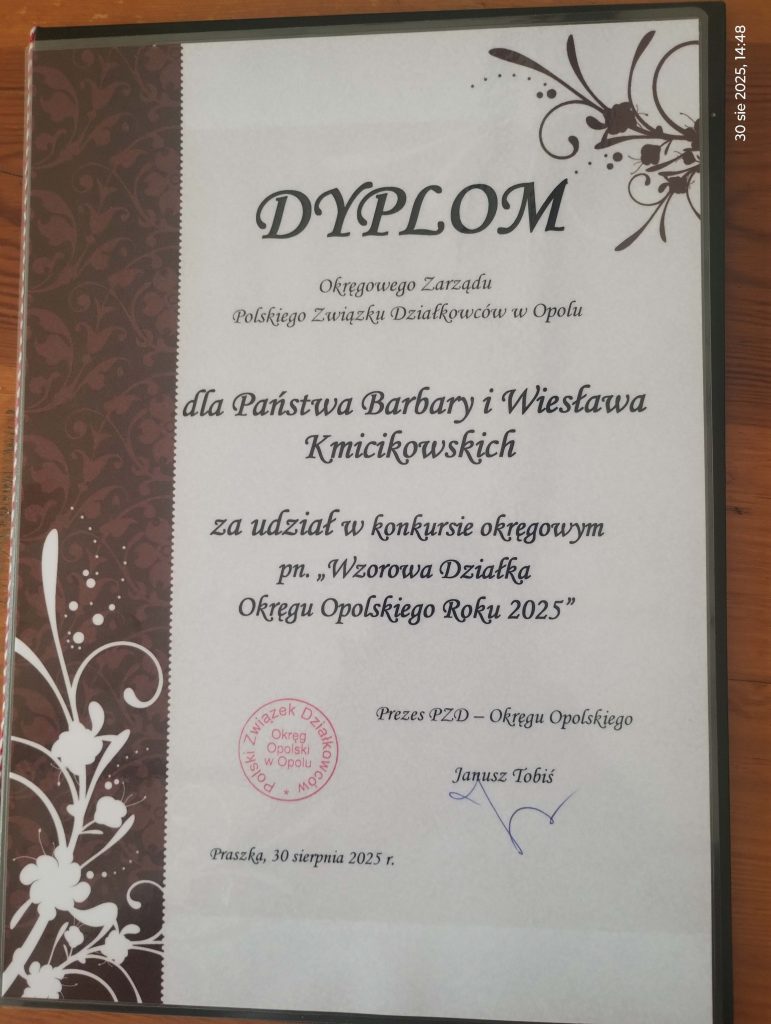 30 sie 2025, 14:48
DYPLOM
Okręgowego Zarządu
Polskiego Związku Działkowców w Opolu
dla Państwa Barbary i Wiesława
Kmicikowskich
za udział w konkursie okręgowym
pn. „Wzorowa Działka
Okręgu Opolskiego Roku 2025”
Polski Związek Działkowców *
Okręg
Opolski
w Opolu
Prezes PZD – Okręgu Opolskiego
Janusz Tobiś
Praszka, 30 sierpnia 2025 r.